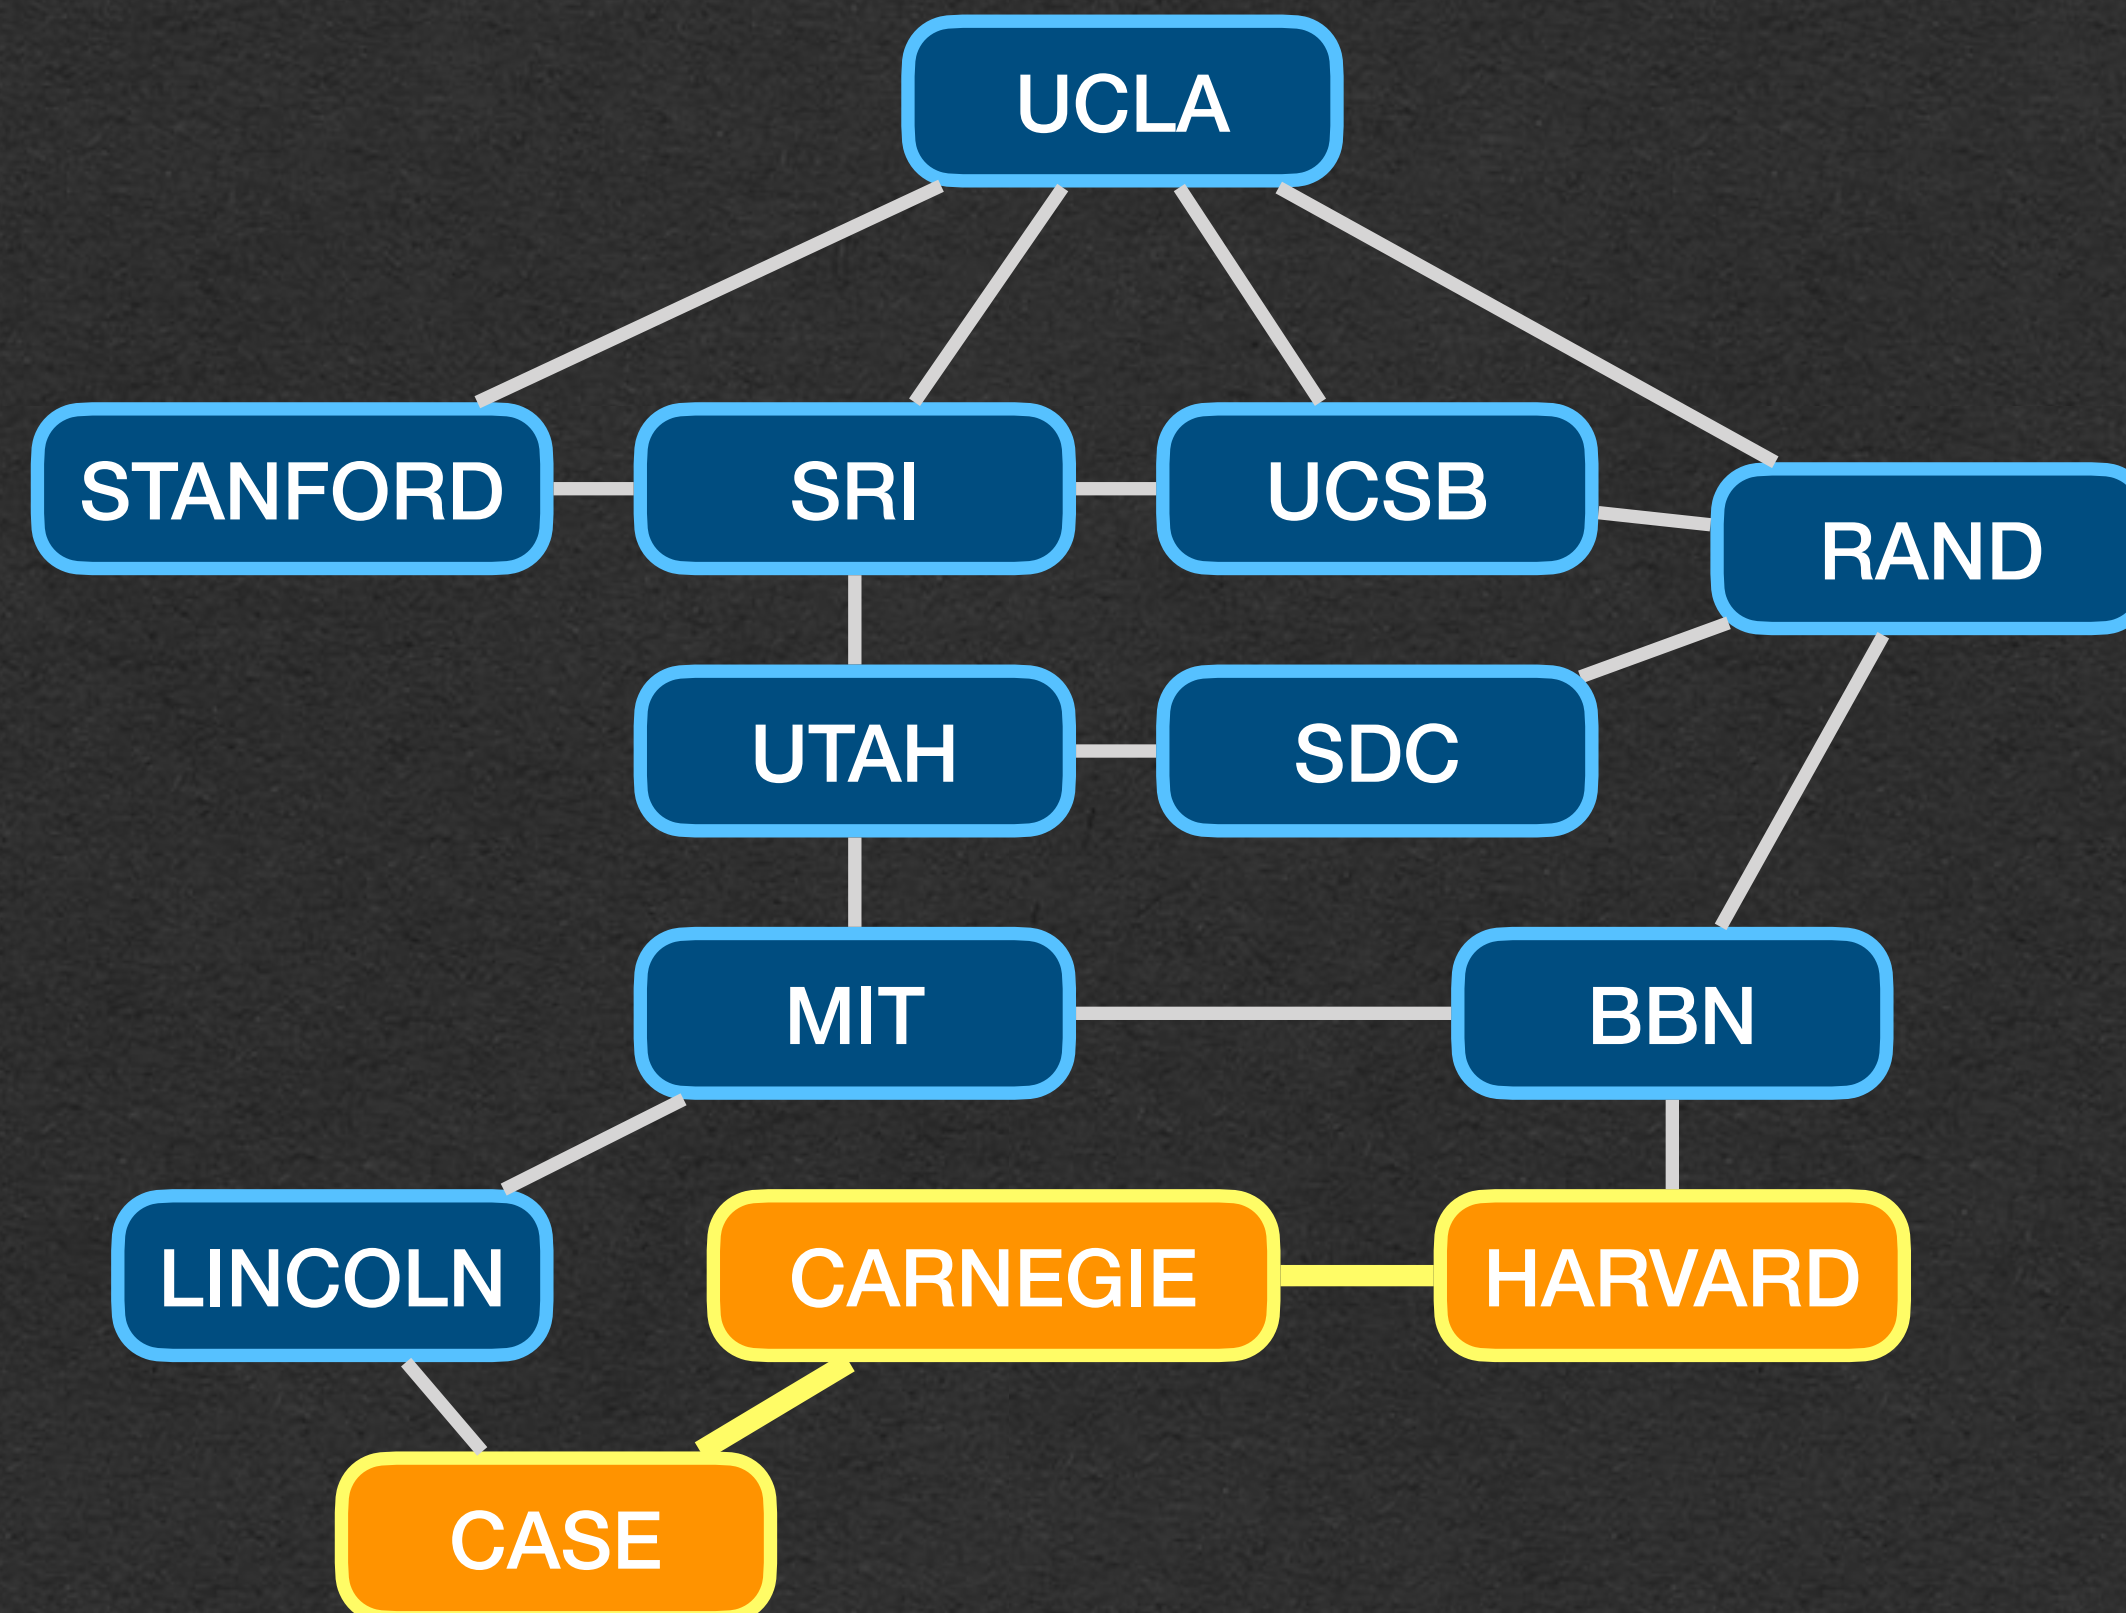 UCLA
STANFORD
SRI
UCSB
RAND
UTAH
SDC
MIT
BBN
LINCOLN
CARNEGIE
HARVARD
CASE